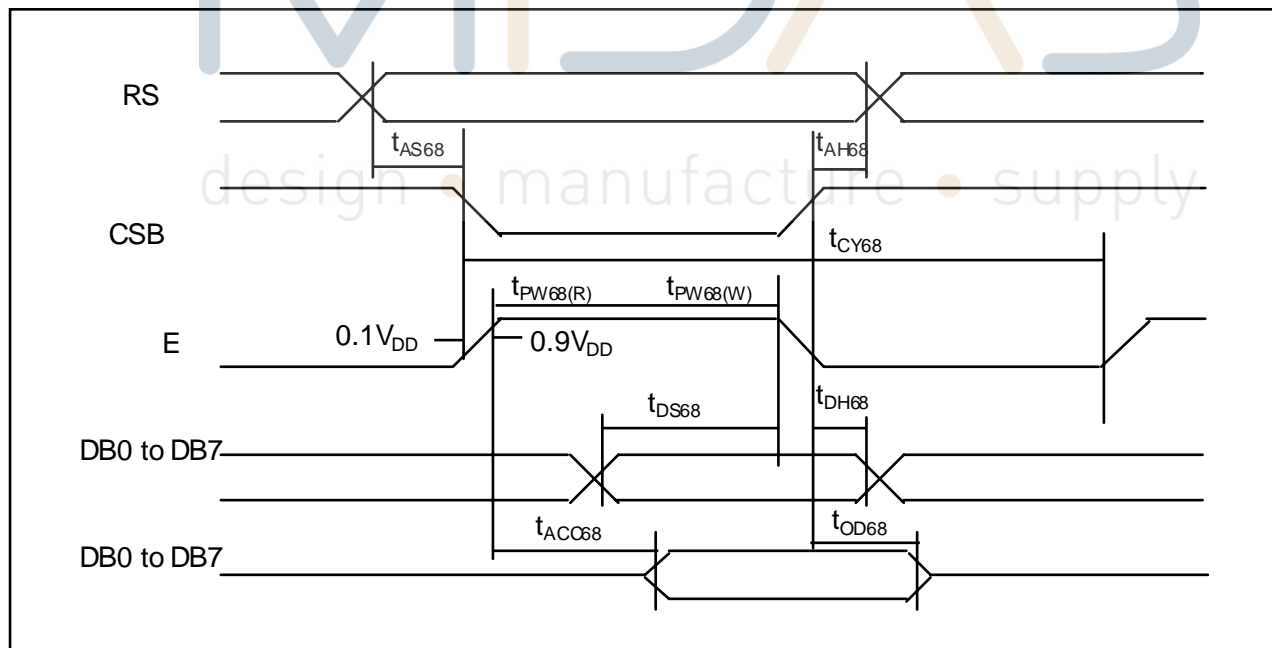 MIDAS
design • manufacture • supply
RS
tAS68
tAH68
CSB
tCY68
tPW68(R)
tPW68(W)
0.1VDD
0.9VDD
E
tDS68
tDH68
DB0 to DB7
tACC68
tOD68
DB0 to DB7